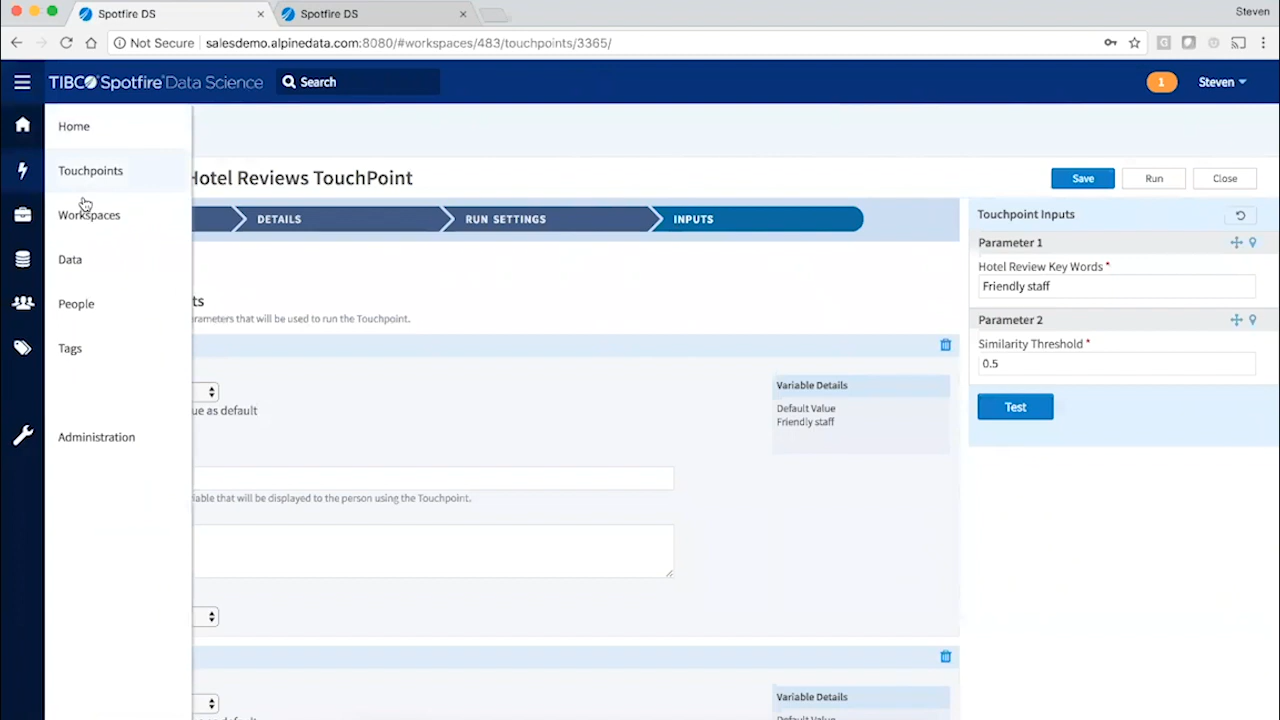 Spotfire DS
Spotfire DS
Steven
Not Secure
salesdemo.alpinedata.com:8080/#workspaces/483/touchpoints/3365/
TIBCO Spotfire Data Science
Search
1
Steven
Home
Touchpoints
Workspaces
Data
People
Tags
Administration
Hotel Reviews TouchPoint
Save
Run
Close
DETAILS
RUN SETTINGS
INPUTS
ts
rameters that will be used to run the Touchpoint.
ue as default
Variable Details
Default Value
Friendly staff
iable that will be displayed to the person using the Touchpoint.
Variable Details
Touchpoint Inputs
Parameter 1
Hotel Review Key Words *
Friendly staff
Parameter 2
Similarity Threshold *
0.5
Test